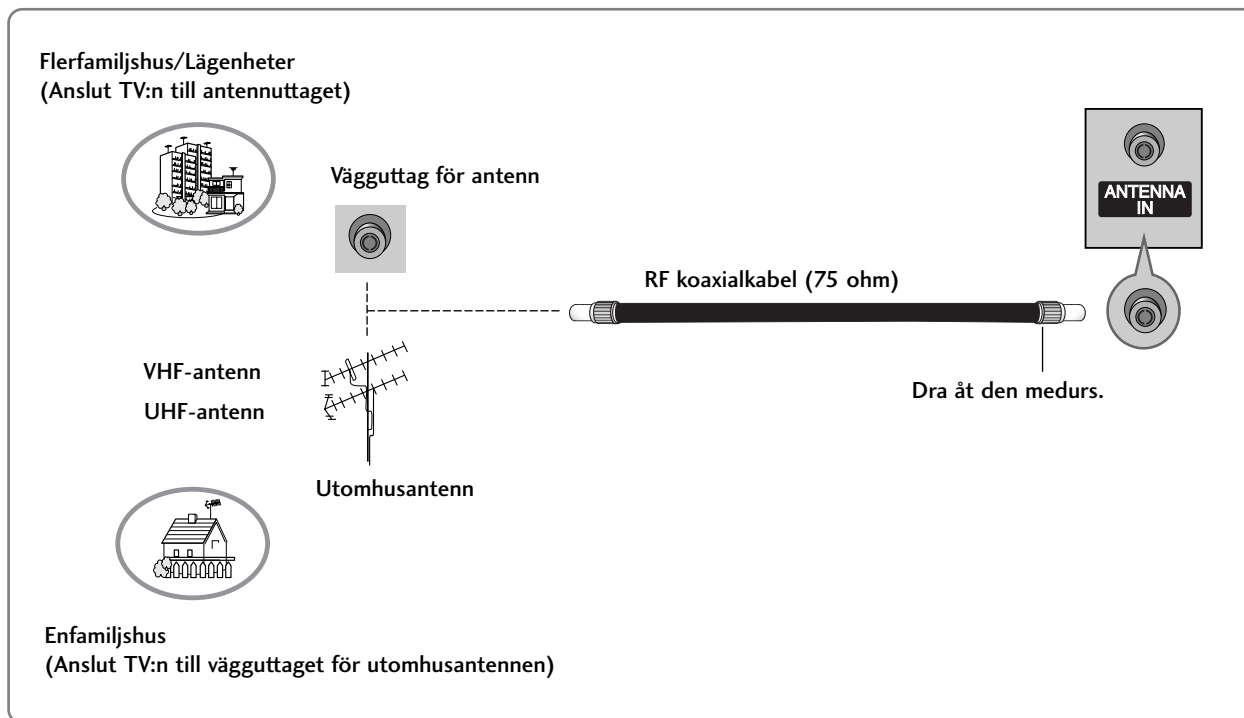 Flerfamiljshus/Lägenheter
(Anslut TV:n till antennuttaget)
Vägguttag för antenn
ANTENNA
IN
RF koaxialkabel (75 ohm)
VHF-antenn
UHF-antenn
Dra åt den medurs.
Utomhusantenn
Enfamiljshus
(Anslut TV:n till vägguttaget för utomhusantennen)